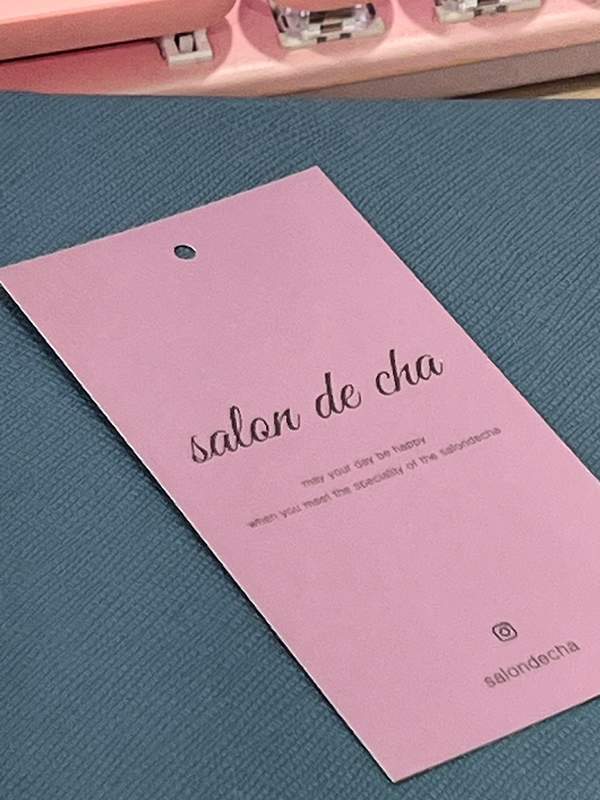 salon de cha
may your day be happy
when you meet the speciality of the salondecha
salondecha